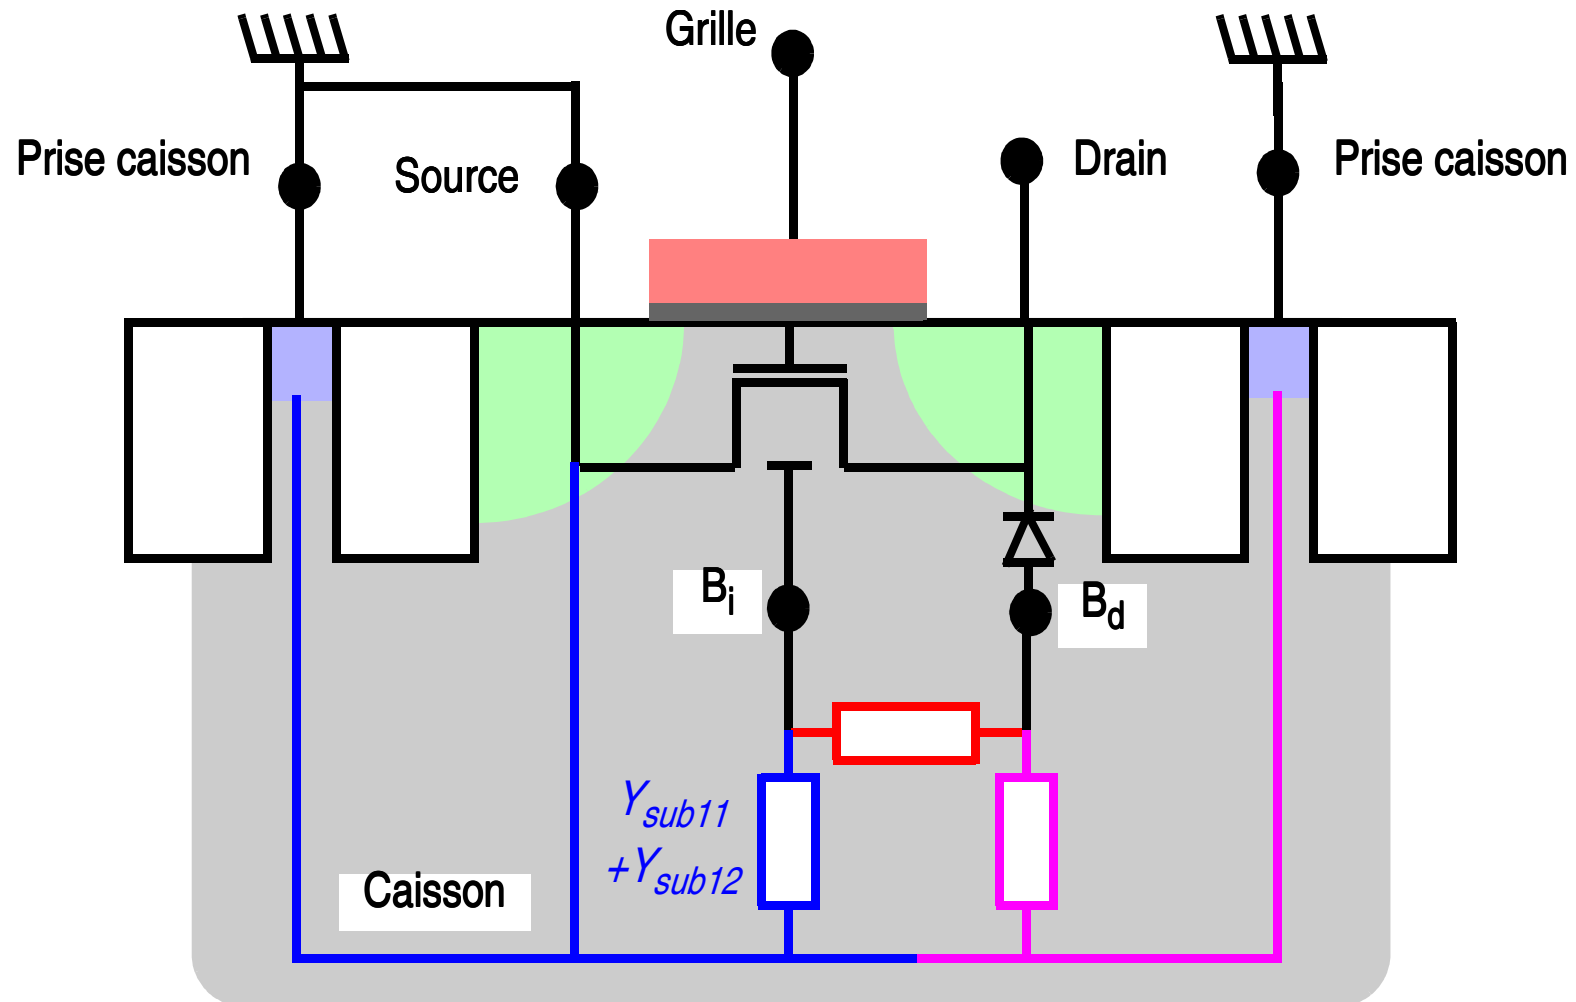 Grille
Prise caisson
Source
Drain
Prise caisson
Bi
Bd
Ysub11
+Ysub12
Caisson